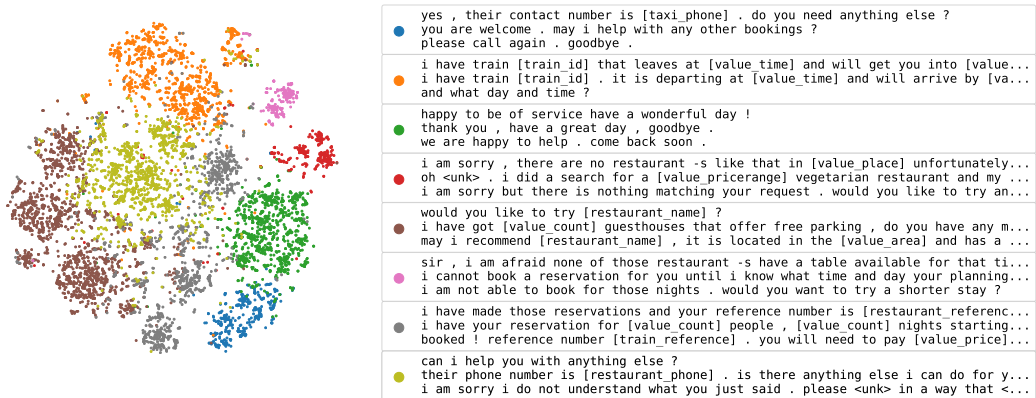 yes , their contact number is [taxi_phone] . do you need anything else ?
you are welcome . may i help with any other bookings ?
please call again . goodbye .
i have train [train_id] that leaves at [value_time] and will get you into [value...
i have train [train_id] . it is departing at [value_time] and will arrive by [va...
and what day and time ?
happy to be of service have a wonderful day !
thank you , have a great day , goodbye .
we are happy to help . come back soon .
i am sorry , there are no restaurant -s like that in [value_place] unfortunately...
oh <unk> . i did a search for a [value_pricerange] vegetarian restaurant and my ...
i am sorry but there is nothing matching your request . would you like to try an...
would you like to try [restaurant_name] ?
i have got [value_count] guesthouses that offer free parking , do you have any m...
may i recommend [restaurant_name] , it is located in the [value_area] and has a ...
sir , i am afraid none of those restaurant -s have a table available for that ti...
i cannot book a reservation for you until i know what time and day your planning...
i am not able to book for those nights . would you want to try a shorter stay ?
i have made those reservations and your reference number is [restaurant_referenc...
i have your reservation for [value_count] people , [value_count] nights starting...
booked ! reference number [train_reference] . you will need to pay [value_price]...
can i help you with anything else ?
their phone number is [restaurant_phone] . is there anything else i can do for y...
i am sorry i do not understand what you just said . please <unk> in a way that <...